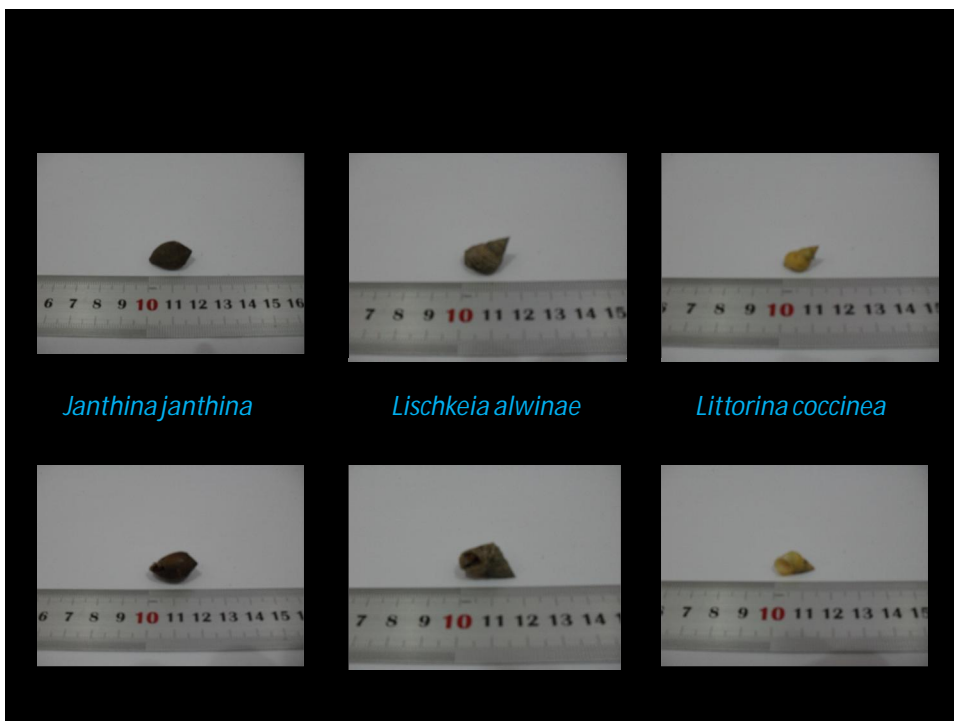 6 7 8 9 10 11 12 13 14 15 16
7 8 9 10 11 12 13 14 15
7 8 9 10 11 12 13 14
Janthina janthina
Lischkeia alwinae
Littorina coccinea
6 7 8 9 10 11 12 13 14 15
7 8 9 10 11 12 13 14
7 8 9 10 11 12 13 14 15